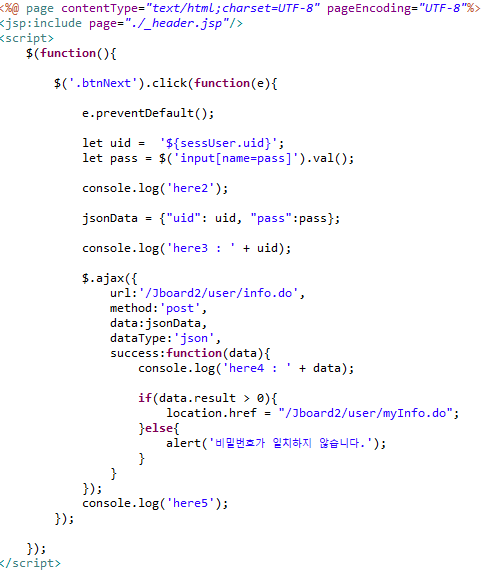 <%@ page contentType="text/html;charset=UTF-8" pageEncoding="UTF-8"%>
<jsp:include page="./_header.jsp"/>
<script>
$(function(){
$('.btnNext').click(function(e){
e.preventDefault();
let uid =  '${sessUser.uid}';
let pass = $('input[name=pass]').val();
console.log('here2');
jsonData = {"uid": uid, "pass":pass};
console.log('here3 : ' + uid);
$.ajax({
url:'/Jboard2/user/info.do',
method:'post',
data:jsonData,
dataType:'json',
success:function(data){
console.log('here4 : ' + data);
if(data.result > 0){
location.href = "/Jboard2/user/myInfo.do";
}else{
alert('비밀번호가 일치하지 않습니다.');
}
}
});
console.log('here5');
});
});
</script>